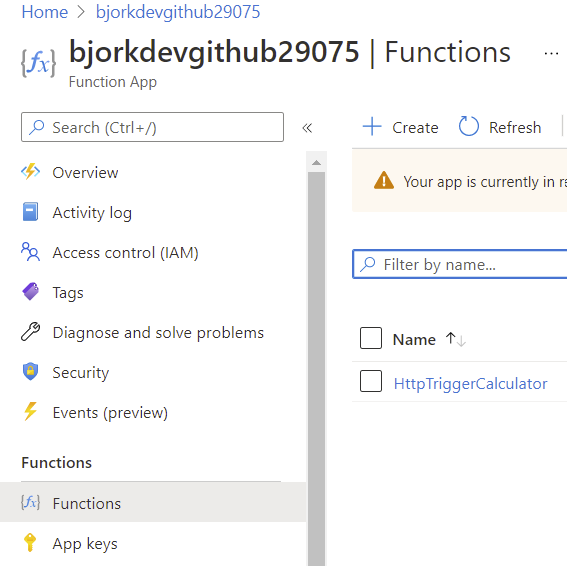 Home > bjorkdevgithub29075
{fx} bjorkdevgithub29075 | Functions ...
Function App
Search (Ctrl+/) «
+ Create Refresh
Overview
Activity log
Access control (IAM)
Tags
Diagnose and solve problems
Security
Events (preview)
Functions
{fx} Functions
App keys
Your app is currently in
Filter by name...
Name ↑↓
HttpTriggerCalculator